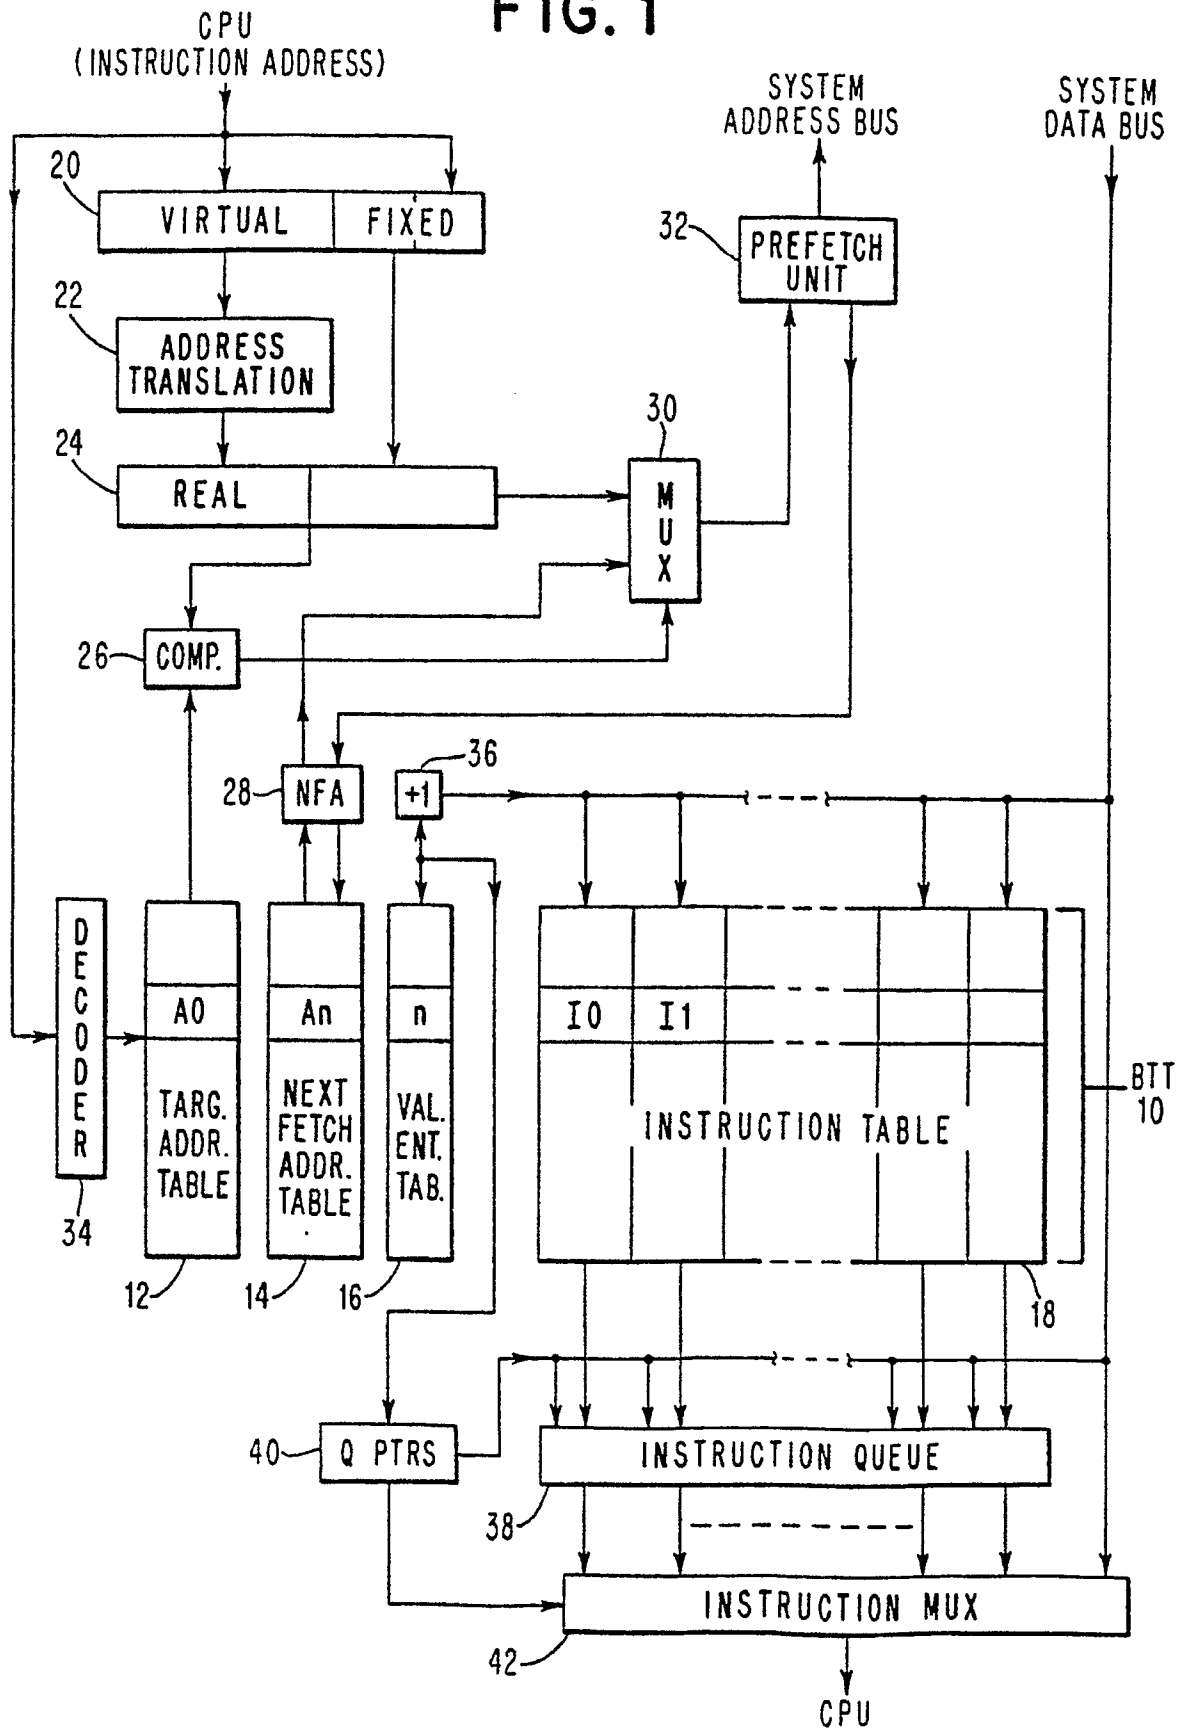 FIG. 1
CPU
(INSTRUCTION ADDRESS)
SYSTEM
ADDRESS BUS
SYSTEM
DATA BUS
20
VIRTUAL
FIXED
32
PREFETCH
UNIT
22
ADDRESS
TRANSLATION
30
24
REAL
MUX
26
COMP.
36
28
NFA
+1
DECODER
A0
An
n
I0
I1
BTT
10
TARG.
ADDR.
TABLE
NEXT
FETCH
ADDR.
TABLE
VAL.
ENT.
TAB.
INSTRUCTION TABLE
34
12
14
16
18
40
Q PTRS
INSTRUCTION QUEUE
38
INSTRUCTION MUX
42
CPU